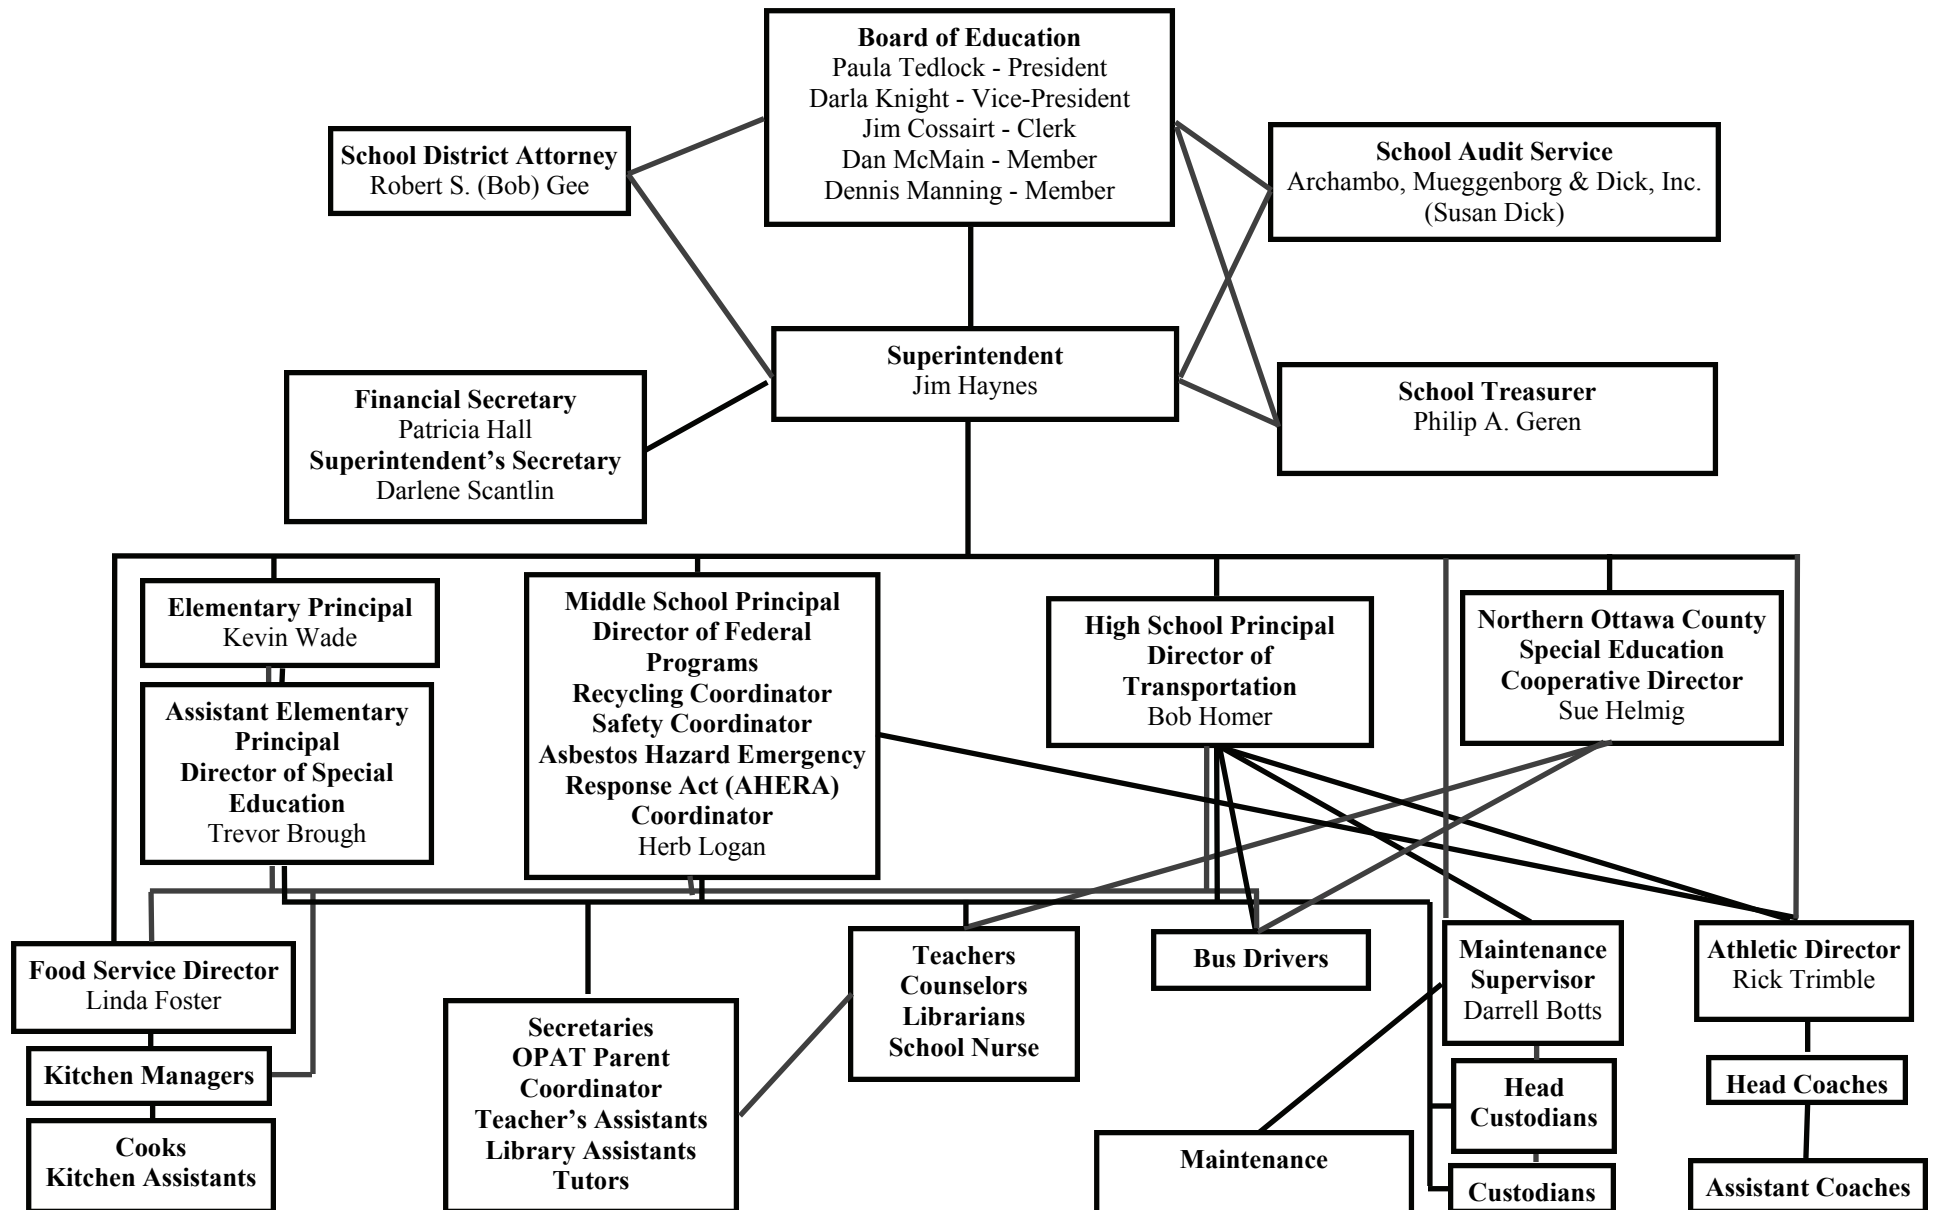 Board of Education
Paula Tedlock - President
Darla Knight - Vice-President
Jim Cossairt - Clerk
Dan McMain - Member
Dennis Manning - Member
School District Attorney
Robert S. (Bob) Gee
School Audit Service
Archambo, Mueggenborg & Dick, Inc.
(Susan Dick)
Superintendent
Jim Haynes
Financial Secretary
Patricia Hall
Superintendent’s Secretary
Darlene Scantlin
School Treasurer
Philip A. Geren
Elementary Principal
Kevin Wade
Assistant Elementary
Principal
Director of Special
Education
Trevor Brough
Middle School Principal
Director of Federal
Programs
Recycling Coordinator
Safety Coordinator
Asbestos Hazard Emergency
Response Act (AHERA)
Coordinator
Herb Logan
High School Principal
Director of
Transportation
Bob Homer
Northern Ottawa County
Special Education
Cooperative Director
Sue Helmig
Food Service Director
Linda Foster
Kitchen Managers
Cooks
Kitchen Assistants
Secretaries
OPAT Parent
Coordinator
Teacher’s Assistants
Library Assistants
Tutors
Teachers
Counselors
Librarians
School Nurse
Bus Drivers
Maintenance
Maintenance
Supervisor
Darrell Botts
Head
Custodians
Custodians
Athletic Director
Rick Trimble
Head Coaches
Assistant Coaches